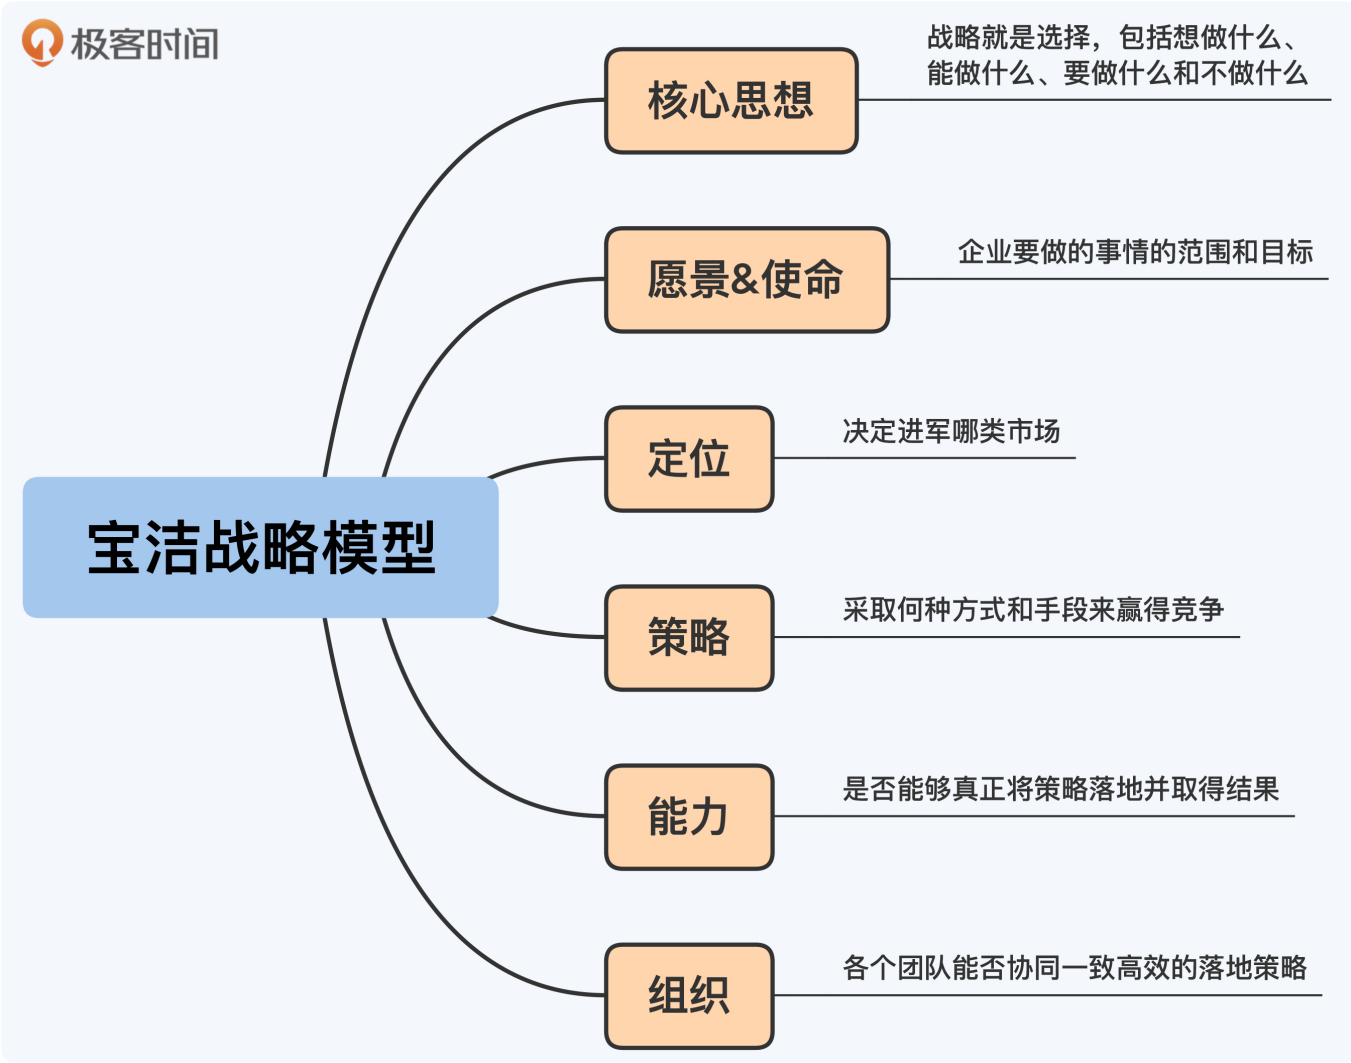 极客时间
核心思想
战略就是选择，包括想做什么、
能做什么、要做什么和不做什么
愿景&使命
企业要做的事情的范围和目标
定位
决定进军哪类市场
宝洁战略模型
策略
采取何种方式和手段来赢得竞争
能力
是否能够真正将策略落地并取得结果
组织
各个团队能否协同一致高效的落地策略